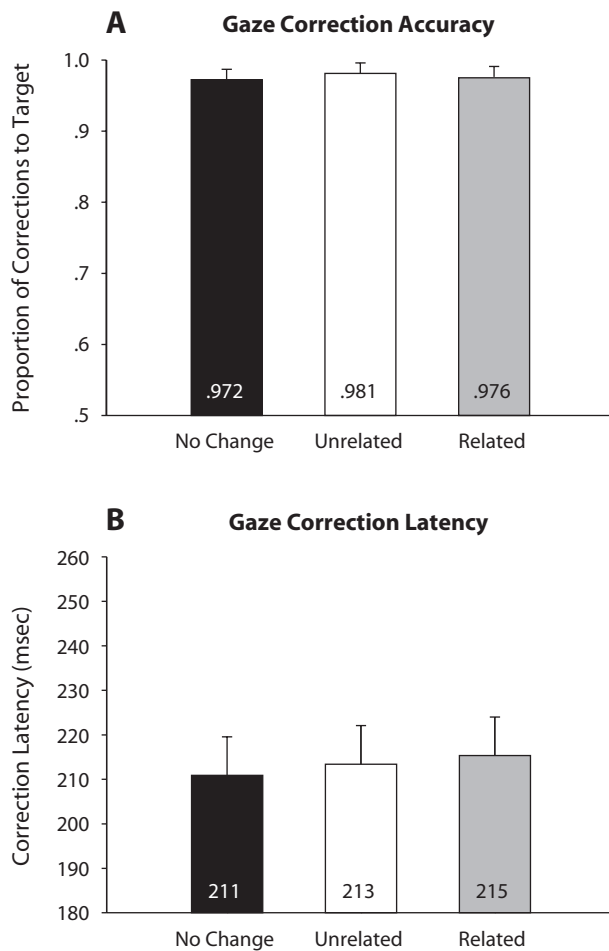 A Gaze Correction Accuracy
Proportion of Corrections to Target
1.0
.9
.8
.7
.6
.5
.972 .981 .976
No Change Unrelated Related
B Gaze Correction Latency
Correction Latency (msec)
260
250
240
230
220
210
200
190
180
211 213 215
No Change Unrelated Related